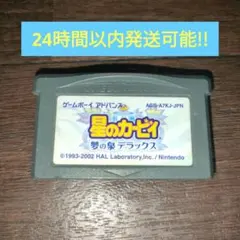 24時間以内発送可能!!
ゲームボーイアドバンス AGB-A7KJ-JPN
星のカービィ
夢の泉 デラックス
©1993-2002 HAL Laboratory,Inc. / Nintendo